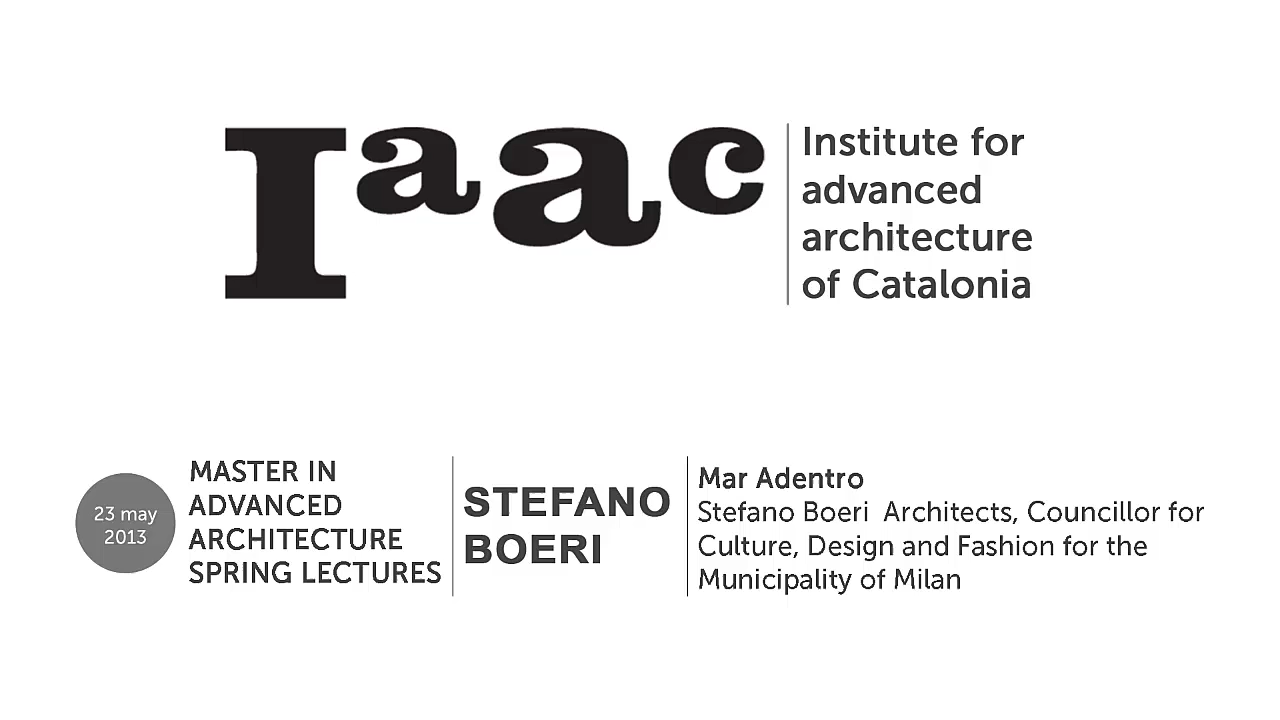 Iaac
Institute for
advanced
architecture
of Catalonia
23 may
2013
MASTER IN
ADVANCED
ARCHITECTURE
SPRING LECTURES
STEFANO
BOERI
Mar Adentro
Stefano Boeri  Architects, Councillor for
Culture, Design and Fashion for the
Municipality of Milan